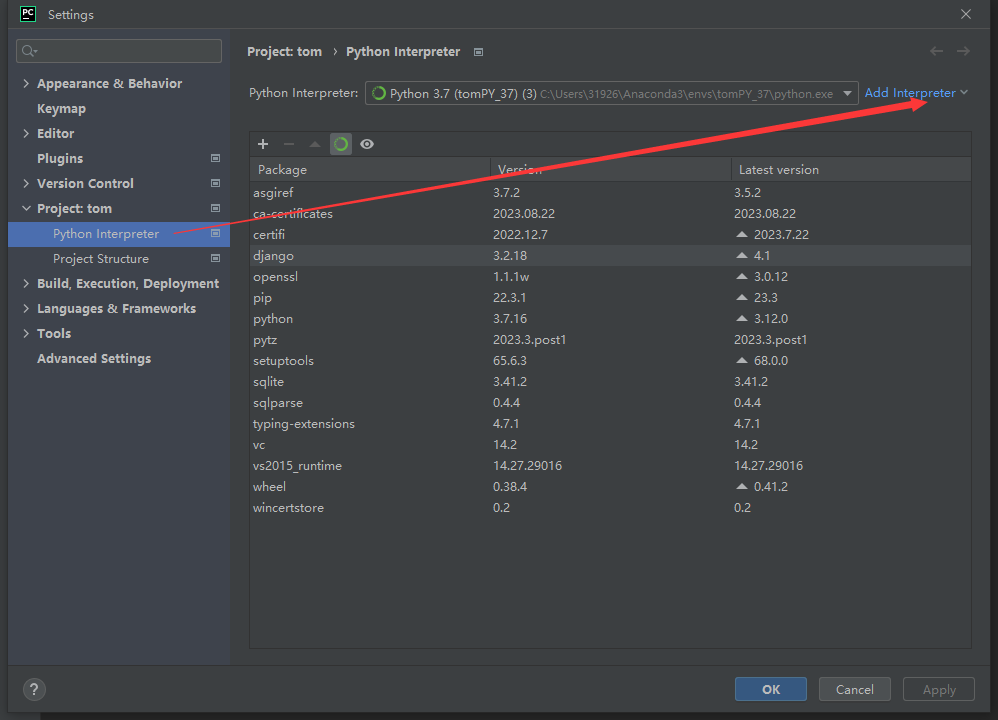 PC Settings
Project: tom › Python Interpreter
Appearance & Behavior
Keymap
Editor
Plugins
Version Control
Project: tom
Python Interpreter
Project Structure
Build, Execution, Deployment
Languages & Frameworks
Tools
Advanced Settings
Python Interpreter: Python 3.7 (tomPY_37) (3) C:\Users\31926\Anaconda3\envs\tomPY_37\python.exe Add Interpreter
Package Version Latest version
asgiref 3.7.2 3.5.2
ca-certificates 2023.08.22 2023.08.22
certifi 2022.12.7 2023.7.22
django 3.2.18 4.1
openssl 1.1.1w 3.0.12
pip 22.3.1 23.3
python 3.7.16 3.12.0
pytz 2023.3.post1 2023.3.post1
setuptools 65.6.3 68.0.0
sqlite 3.41.2 3.41.2
sqlparse 0.4.4 0.4.4
typing-extensions 4.7.1 4.7.1
vc 14.2 14.2
vs2015_runtime 14.27.29016 14.27.29016
wheel 0.38.4 0.41.2
wincertstore 0.2 0.2
? OK Cancel Apply